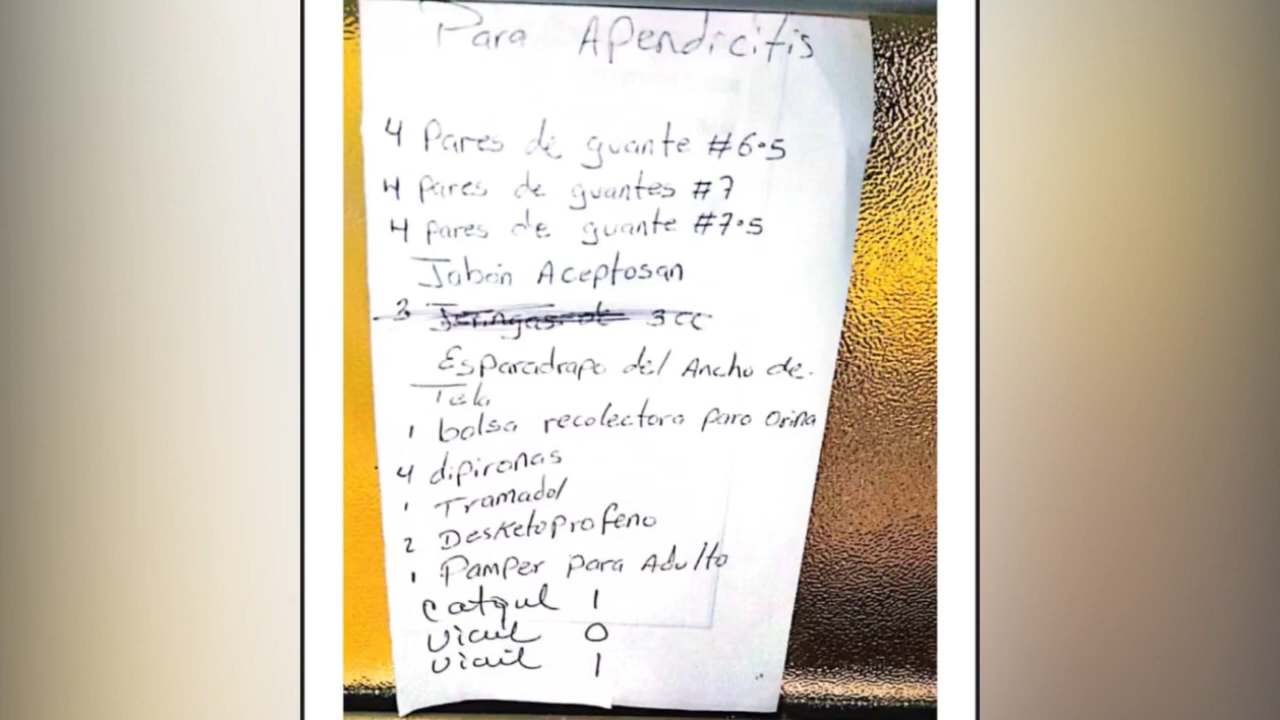 Para Apendicitis
4 Pares de guante #6.5
4 pares de guantes #7
4 pares de guante #7.5
Jabón Aceptosan
3 Jeringas de 3cc
Esparadrapo del Ancho de.
Tela
1 bolsa recolectora para Orina
4 dipironas
1 Tramadol
2 Desketoprofeno
1 Pamper para Adulto
Catgul 1
Vicril 0
Vicril 1